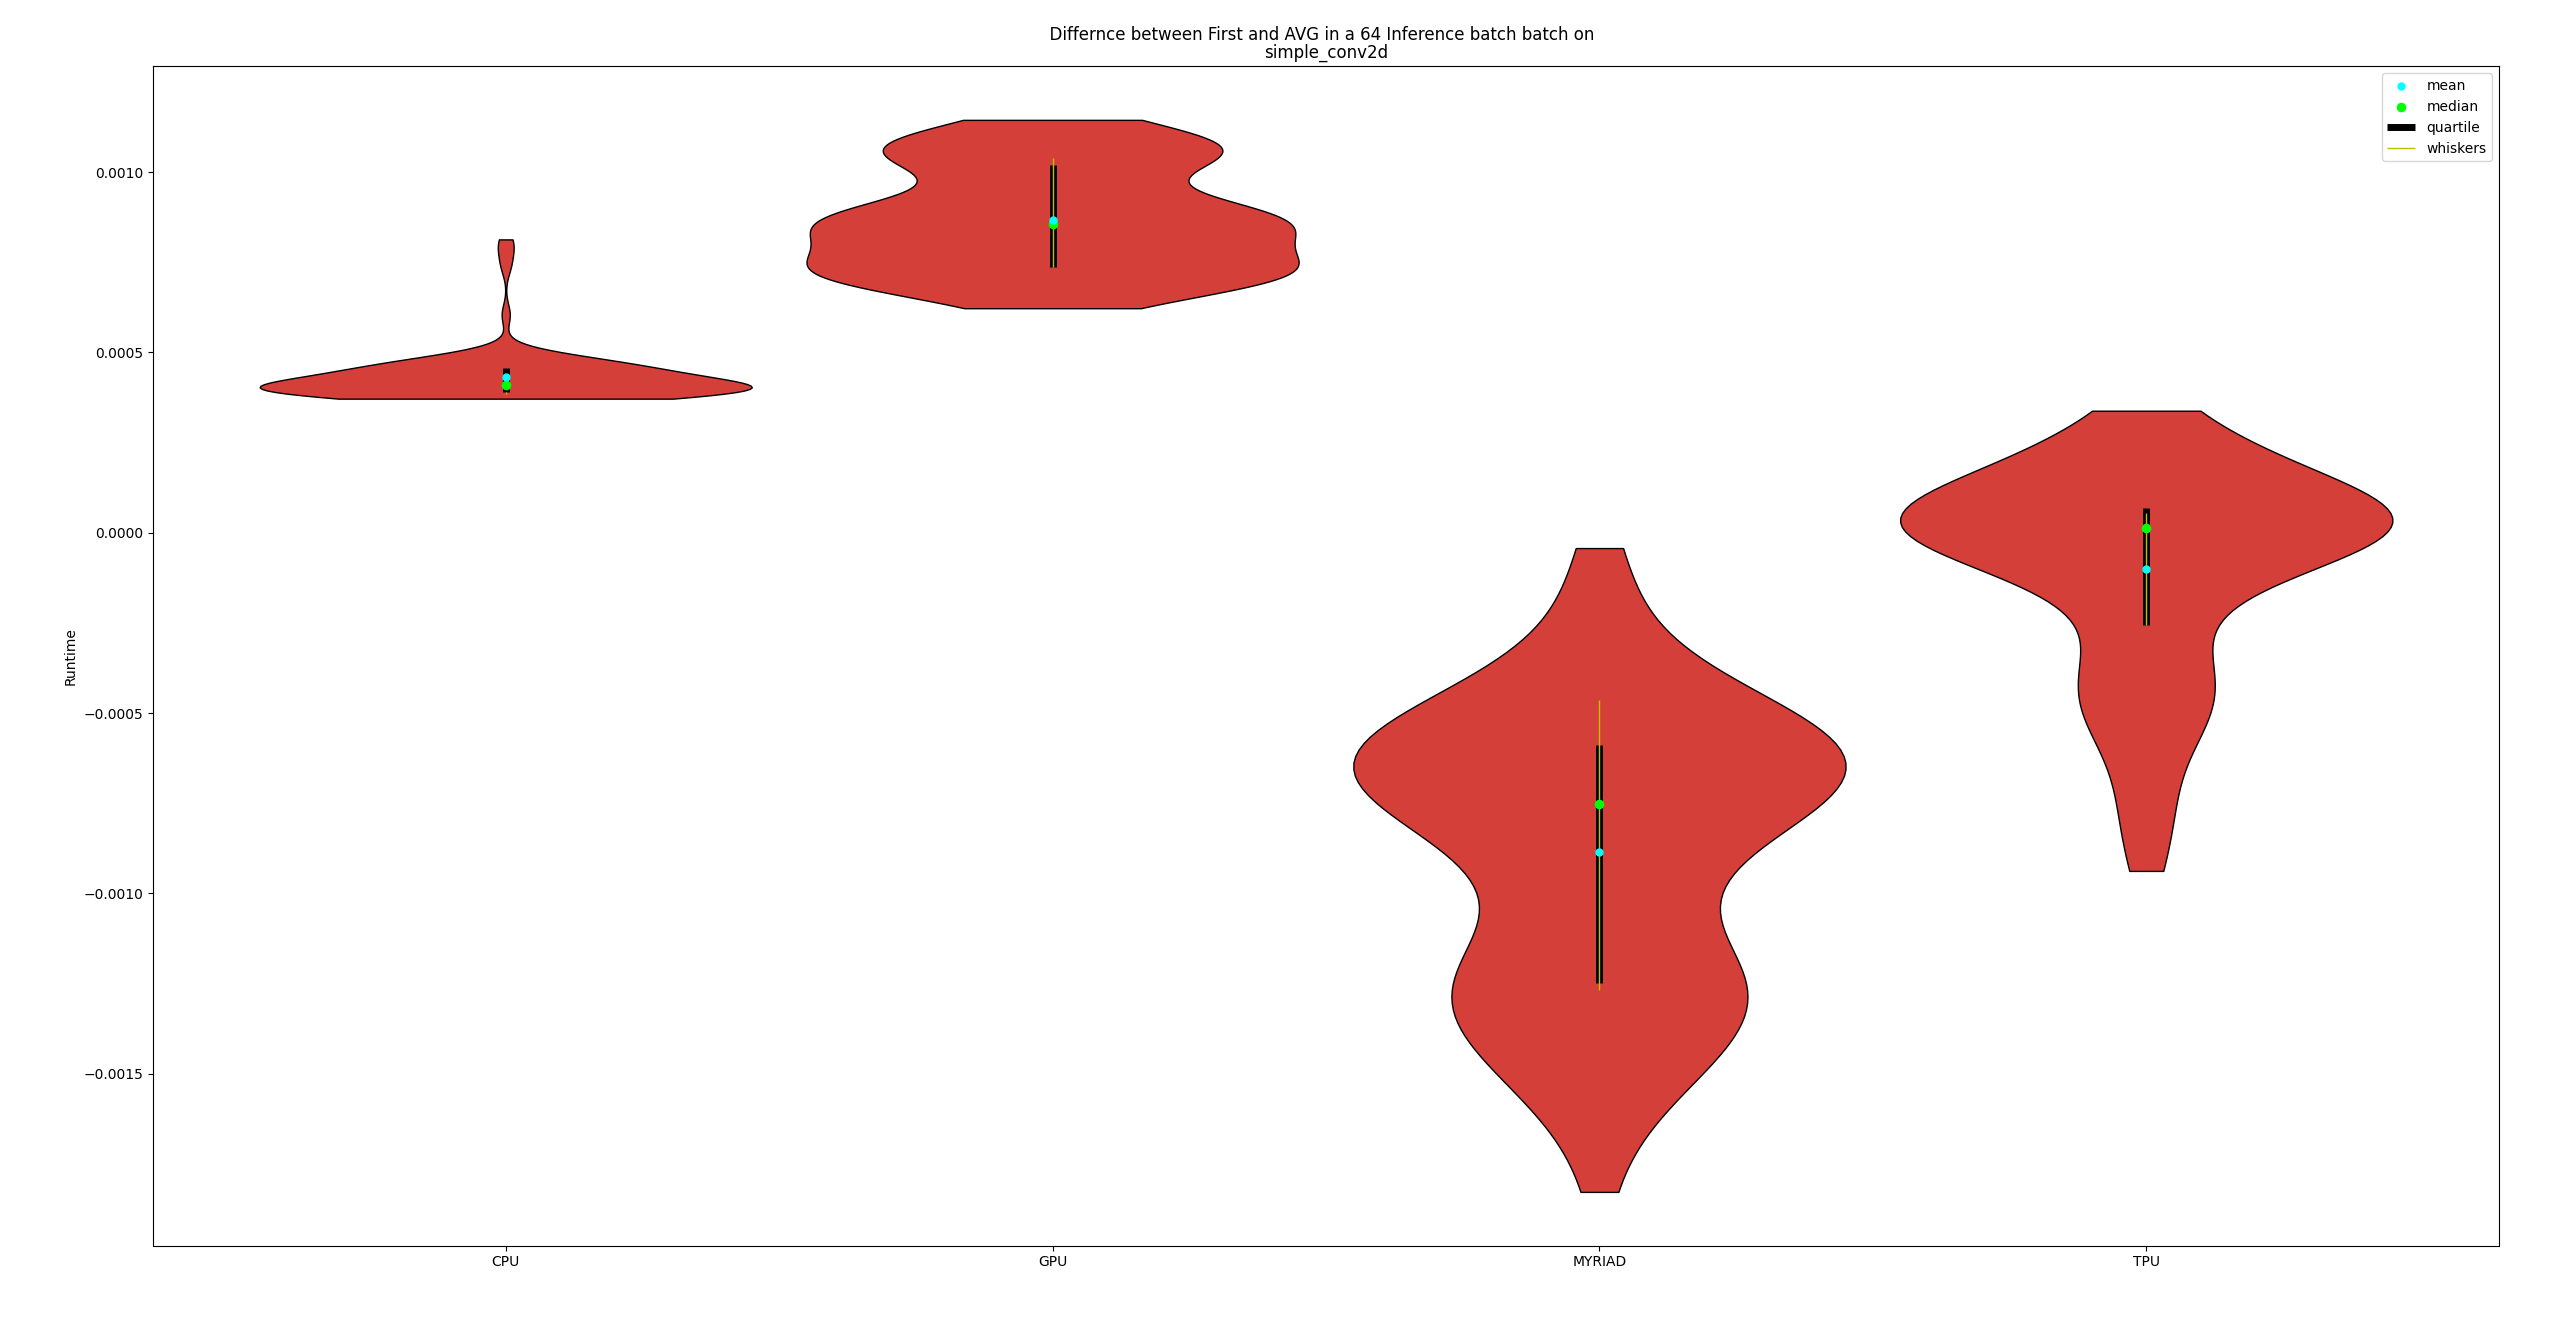 Differnce between First and AVG in a 64 Inference batch batch on
simple_conv2d
mean
median
quartile
whiskers
0.0010
0.0005
0.0000
−0.0005
−0.0010
−0.0015
Runtime
CPU
GPU
MYRIAD
TPU